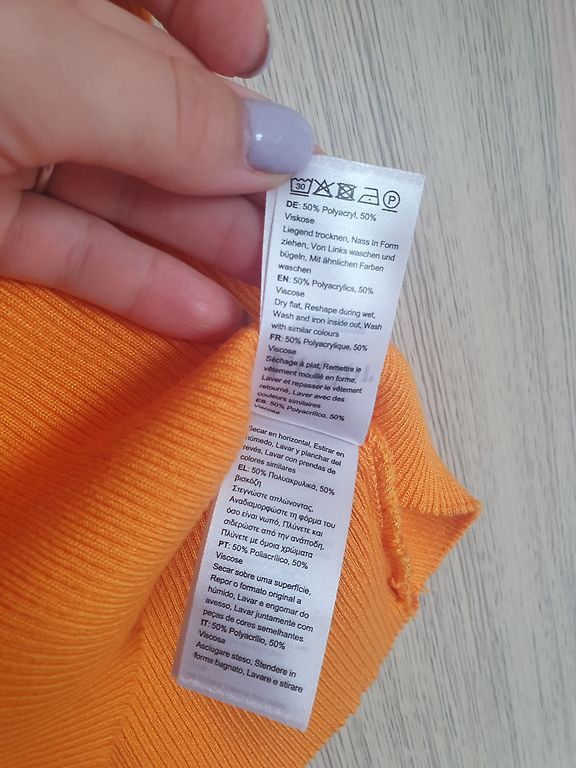 30 P
DE: 50% Polyacryl, 50%
Viskose
Liegend trocknen, Nass In Form
ziehen, Von Links waschen und
bügeln, Mit ähnlichen Farben
waschen
EN: 50% Polyacrylics, 50%
Viscose
Dry flat, Reshape during wet,
Wash and iron inside out, Wash
with similar colours
FR: 50% Polyacrylique, 50%
Viscose
Séchage à plat, Remettre le
vêtement mouillé en forme,
Laver et repasser le vêtement
retourné, Laver avec des
couleurs similaires
ES: 50% Polyacrílico, 50%
Viscosa
Secar en horizontal, Estirar en
húmedo, Lavar y planchar del
revés, Lavar con prendas de
colores similares
EL: 50% Πολυακρυλικά, 50%
βισκόζη
Στεγνώστε απλώνοντας,
Αναδιαμορφώστε τη φόρμα του
όσο είναι νωπό, Πλύνετε και
σιδερώστε από την ανάποδη,
Πλύνετε με όμοια χρώματα
PT: 50% Poliacrílico, 50%
Viscose
Secar sobre uma superfície,
Repor o formato original a
húmido, Lavar e engomar do
avesso, Lavar juntamente com
peças de cores semelhantes
IT: 50% Polyacrilio, 50%
Viscosa
Asciugare steso, Stendere in
forma bagnato, Lavare e stirare